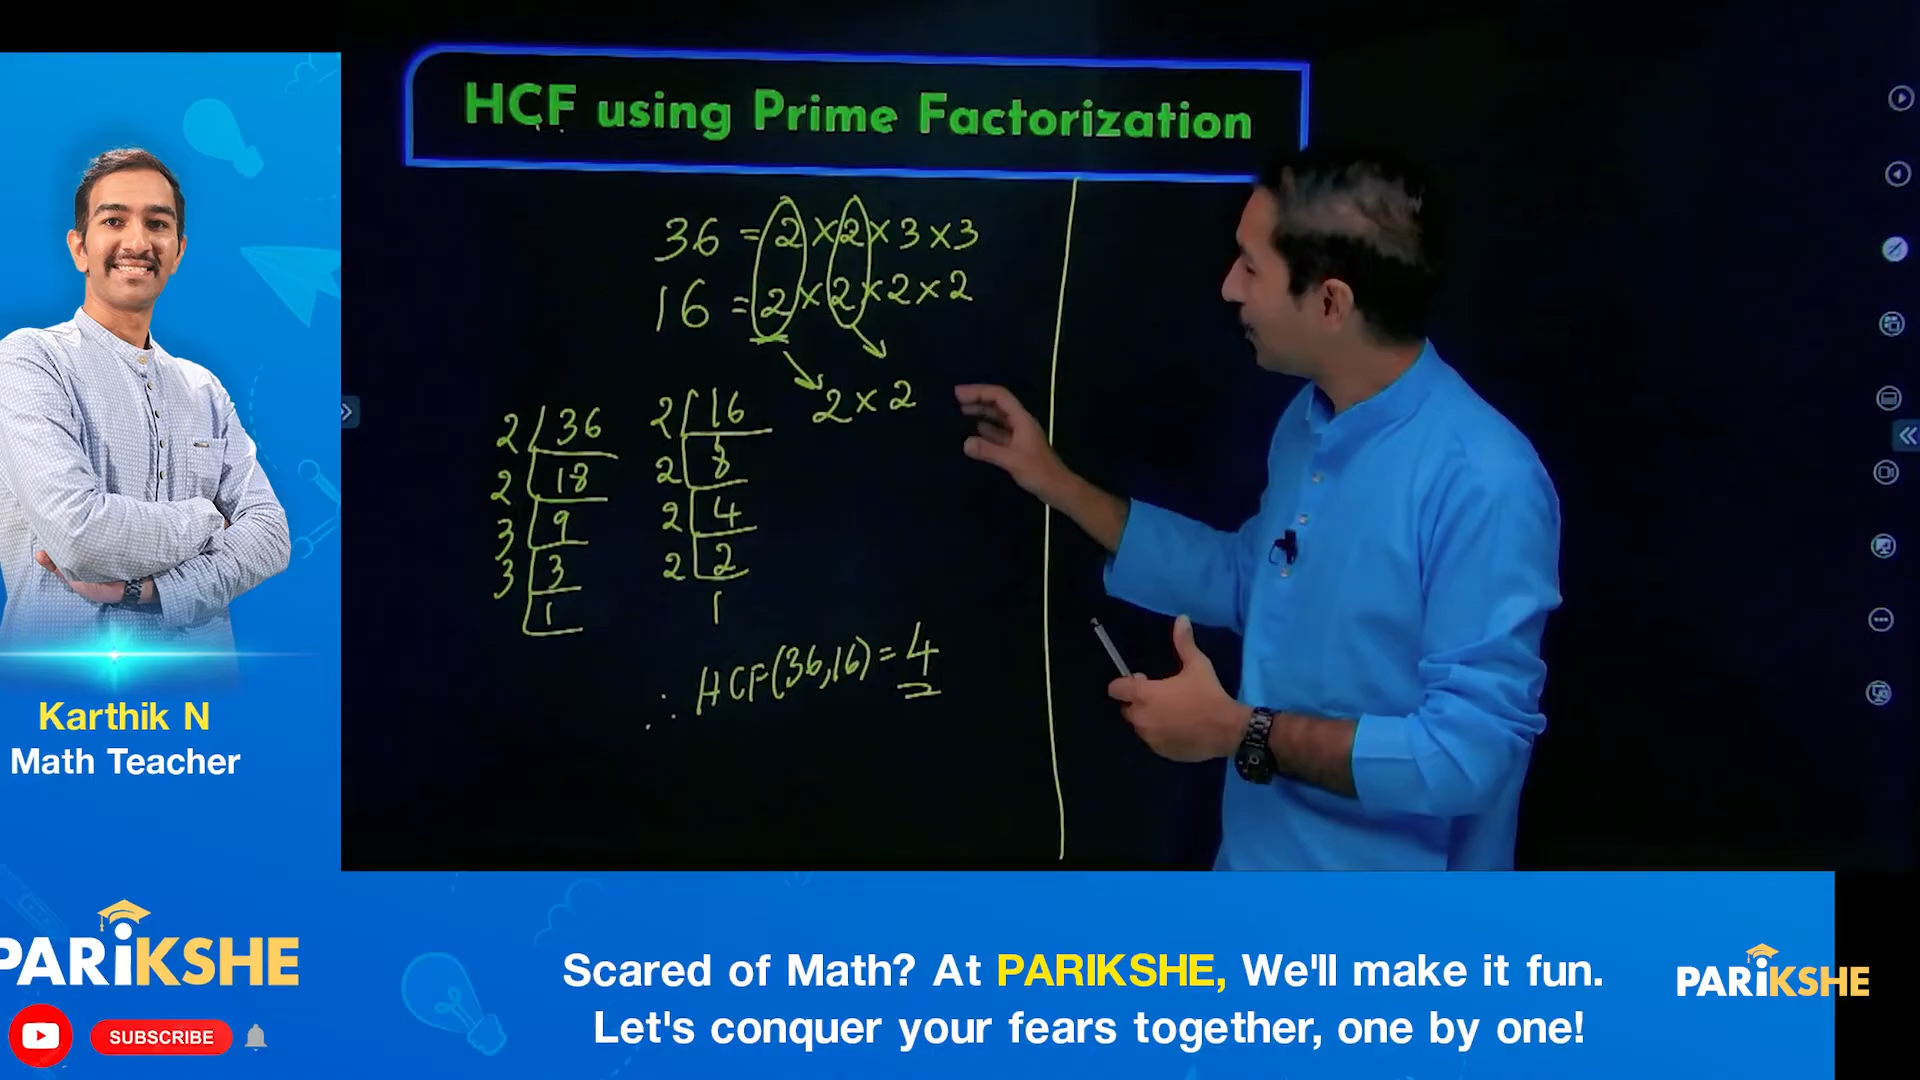 HCF using Prime Factorization
36 = 2 × 2 × 3 × 3
16 = 2 × 2 × 2 × 2
2 × 2
2 36
2 18
3 9
3 3
1
2 16
2 8
2 4
2 2
1
∴ HCF(36,16) = 4
Karthik N
Math Teacher
PARiKSHE
SUBSCRIBE
Scared of Math? At PARIKSHE, We'll make it fun.
Let's conquer your fears together, one by one!
PARiKSHE